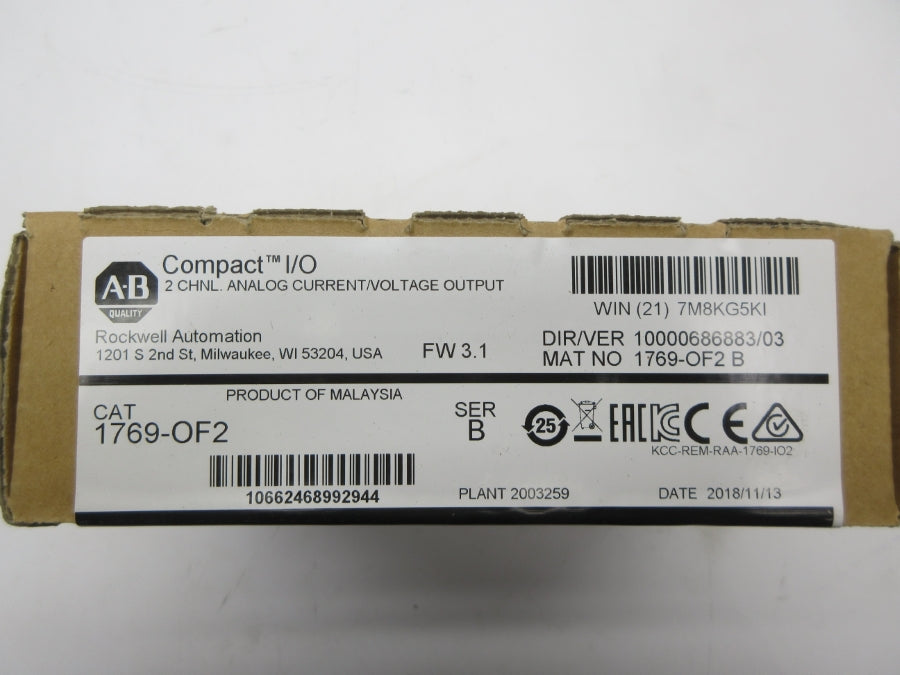 A·B
QUALITY
Compact™ I/O
2 CHNL. ANALOG CURRENT/VOLTAGE OUTPUT
WIN (21) 7M8KG5KI
Rockwell Automation
1201 S 2nd St, Milwaukee, WI 53204, USA
FW 3.1
DIR/VER 10000686883/03
MAT NO 1769-OF2 B
PRODUCT OF MALAYSIA
CAT
1769-OF2
SER
B
25
EAC
KC
CE
KCC-REM-RAA-1769-IO2
10662468992944
PLANT 2003259
DATE 2018/11/13